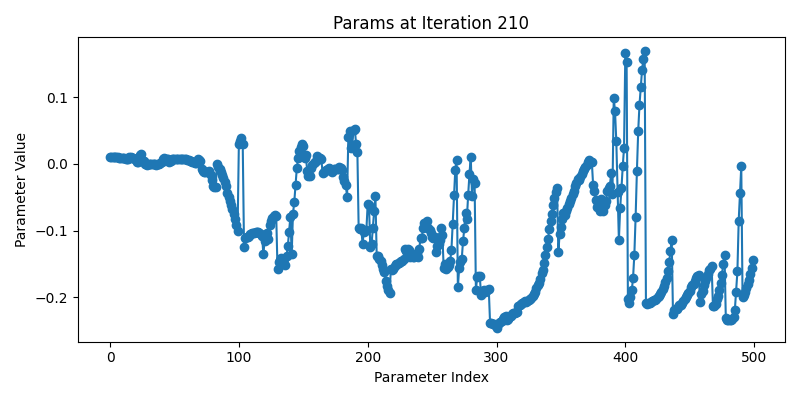 Params at Iteration 210
Parameter Value
0.1
0.0
−0.1
−0.2
0 100 200 300 400 500
Parameter Index